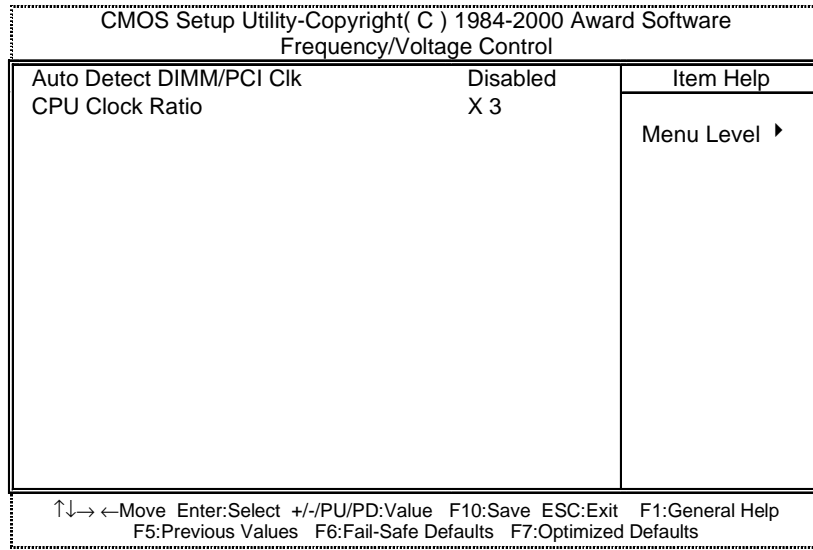 CMOS Setup Utility-Copyright( C ) 1984-2000 Award Software
Frequency/Voltage Control
Auto Detect DIMM/PCI Clk Disabled Item Help
CPU Clock Ratio X 3
Menu Level ▶
↑↓→ ←Move Enter:Select +/-/PU/PD:Value F10:Save ESC:Exit F1:General Help
F5:Previous Values F6:Fail-Safe Defaults F7:Optimized Defaults